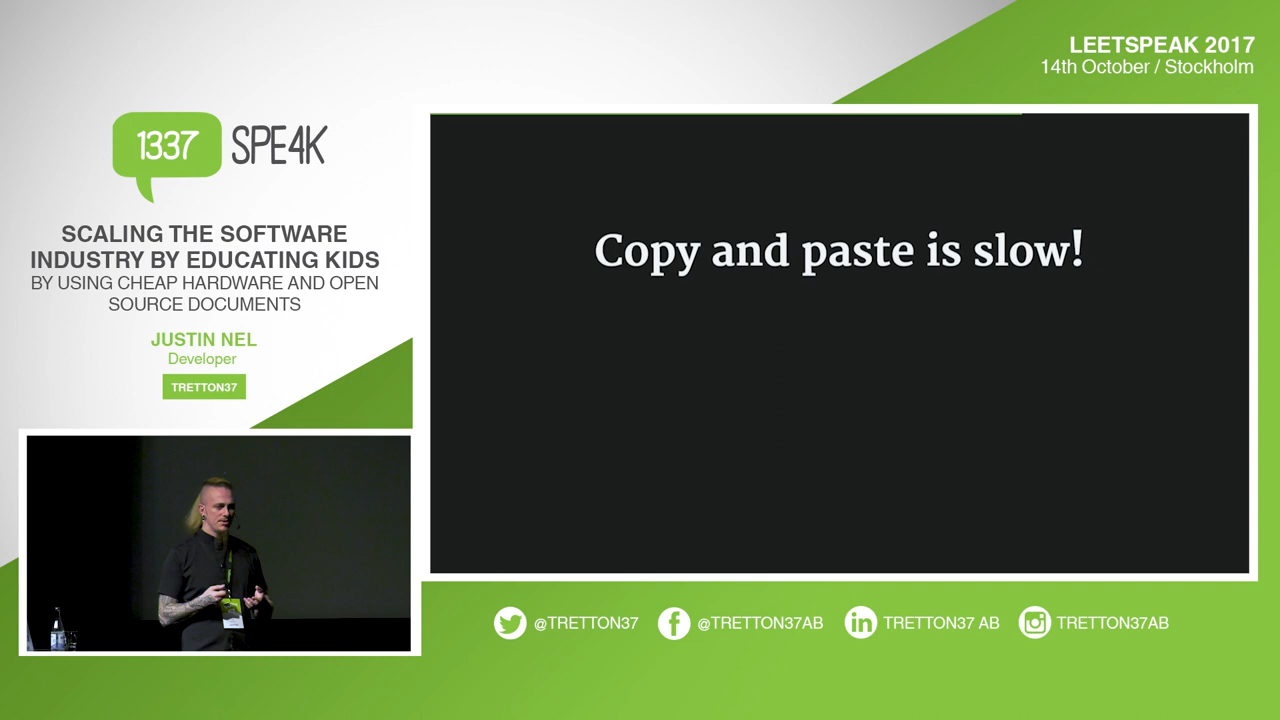 LEETSPEAK 2017
14th October / Stockholm
1337 SPE4K
SCALING THE SOFTWARE
INDUSTRY BY EDUCATING KIDS
BY USING CHEAP HARDWARE AND OPEN
SOURCE DOCUMENTS
JUSTIN NEL
Developer
TRETTON37
Copy and paste is slow!
@TRETTON37
@TRETTON37AB
TRETTON37 AB
TRETTON37AB